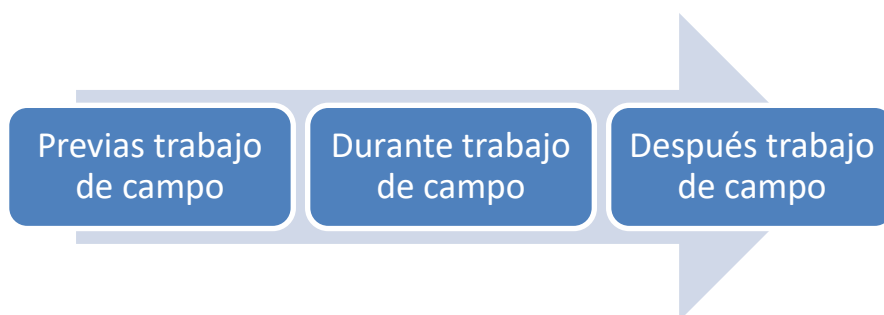 Previas trabajo
de campo
Durante trabajo
de campo
Después trabajo
de campo